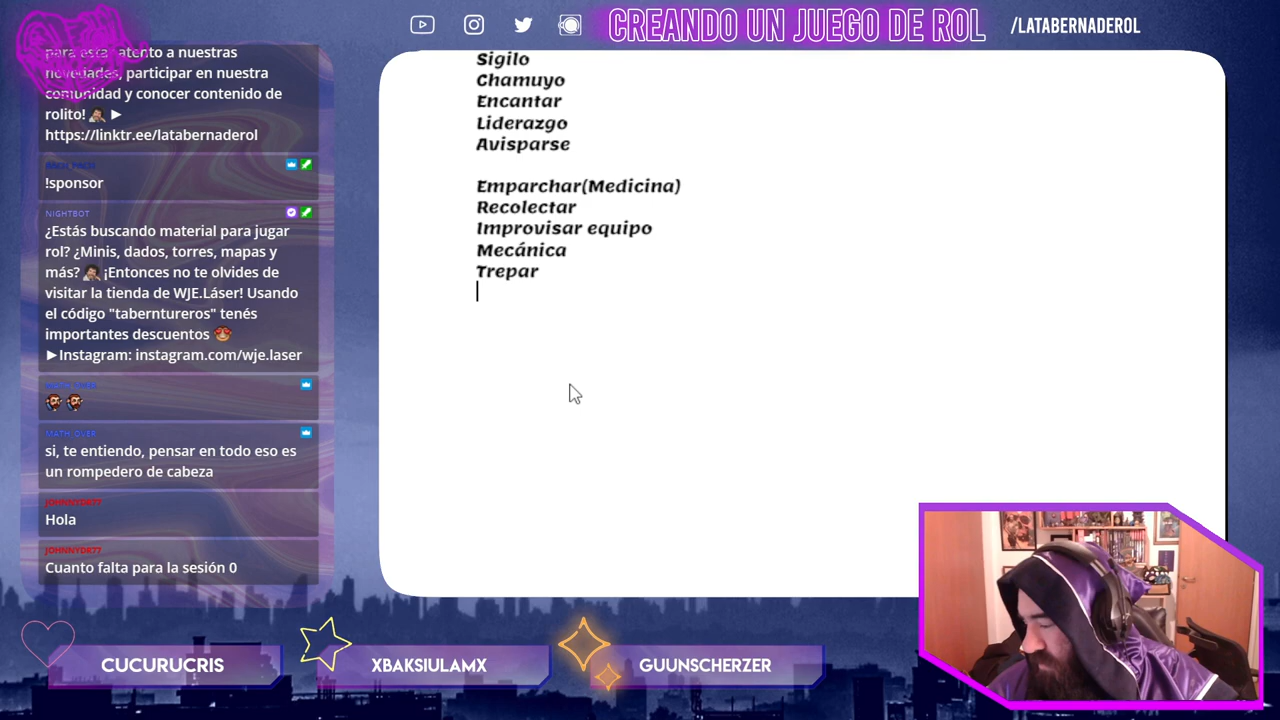 CREANDO UN JUEGO DE ROL
/LATABERNADEROL
para estar atento a nuestras
novedades, participar en nuestra
comunidad y conocer contenido de
rolito! 🤦🏻‍♂️ ►
https://linktr.ee/latabernaderol
!sponsor
NIGHTBOT
¿Estás buscando material para jugar
rol? ¿Minis, dados, torres, mapas y
más? ¡Entonces no te olvides de
visitar la tienda de WJE.Láser! Usando
el código "taberntureros" tenés
importantes descuentos
►Instagram: instagram.com/wje.laser
MATH_OVER
si, te entiendo, pensar en todo eso es
un rompedero de cabeza
JOHNNYDR77
Hola
JOHNNYDR77
Cuanto falta para la sesión 0
Sigilo
Chamuyo
Encantar
Liderazgo
Avisparse
Emparchar(Medicina)
Recolectar
Improvisar equipo
Mecánica
Trepar
CUCURUCRIS
XBAKSIULAMX
GUUNSCHERZER